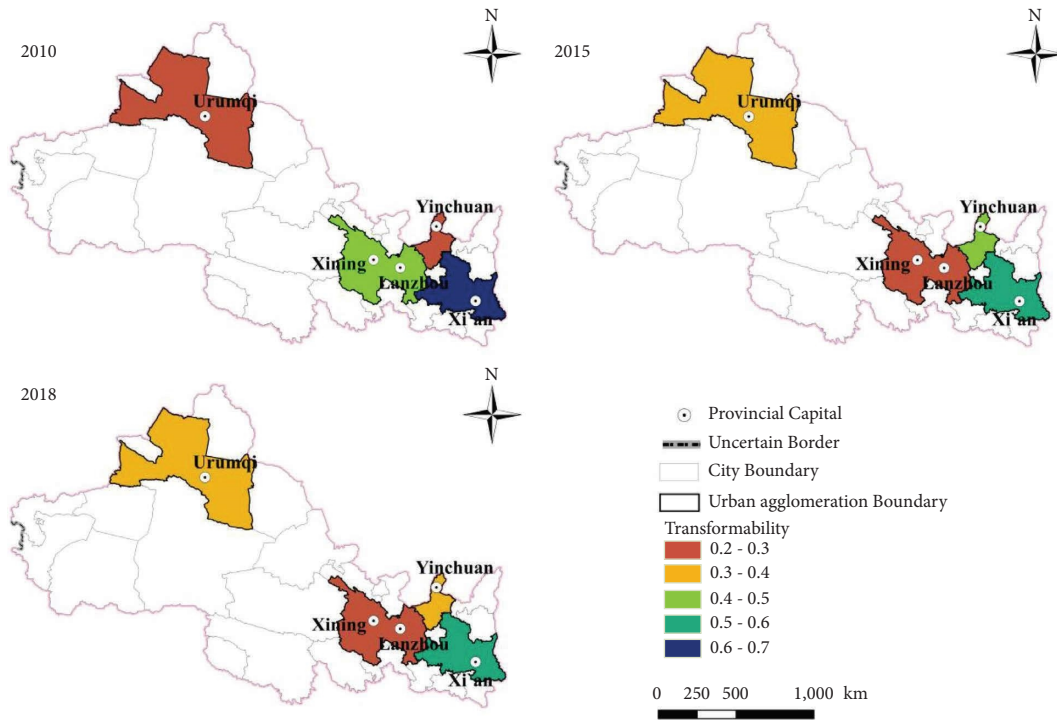 2010
N
Urumqi
Yinchuan
Xining
Lanzhou
Xi'an
2015
N
Urumqi
Yinchuan
Xining
Lanzhou
Xi'an
2018
N
Urumqi
Yinchuan
Xining
Lanzhou
Xi'an
Provincial Capital
Uncertain Border
City Boundary
Urban agglomeration Boundary
Transformability
0.2 - 0.3
0.3 - 0.4
0.4 - 0.5
0.5 - 0.6
0.6 - 0.7
0 250 500 1,000 km